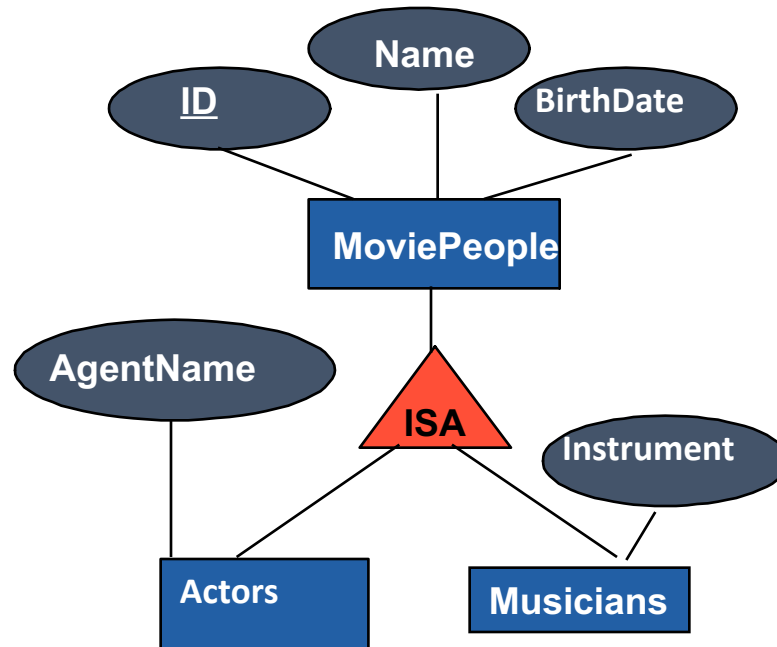 Name
ID
BirthDate
MoviePeople
AgentName
ISA
Instrument
Actors
Musicians